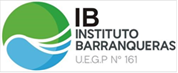 IB
INSTITUTO
BARRANQUERAS
U.E.G.P N° 161